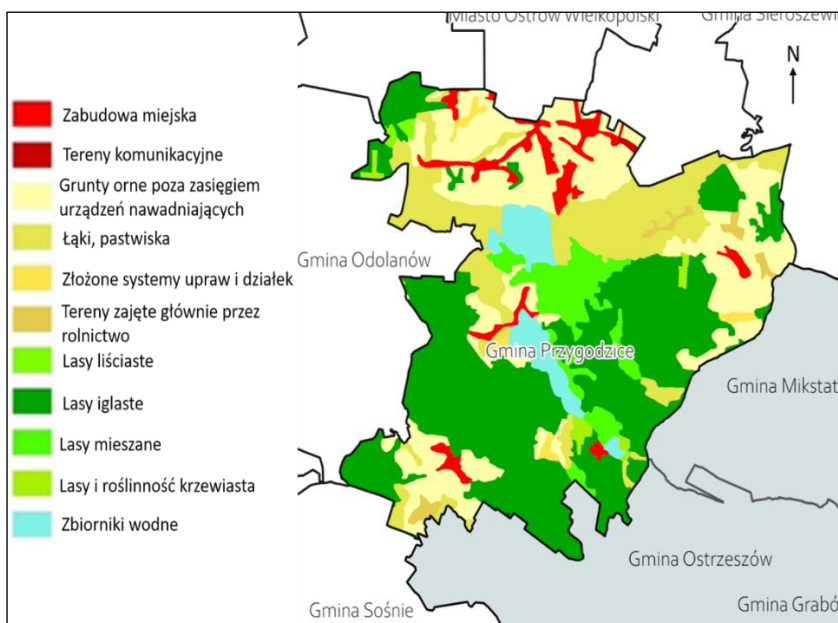 Miasto Ostrów Wielkopolski
Gmina Sieroszewi
N
Zabudowa miejska
Tereny komunikacyjne
Grunty orne poza zasięgiem
urządzeń nawadniających
Łąki, pastwiska
Złożone systemy upraw i działek
Tereny zajęte głównie przez
rolnictwo
Lasy liściaste
Lasy iglaste
Lasy mieszane
Lasy i roślinność krzewiasta
Zbiorniki wodne
Gmina Odolanów
Gmina Przygodzice
Gmina Mikstat
Gmina Ostrzeszów
Gmina Sośnie
Gmina Grabó